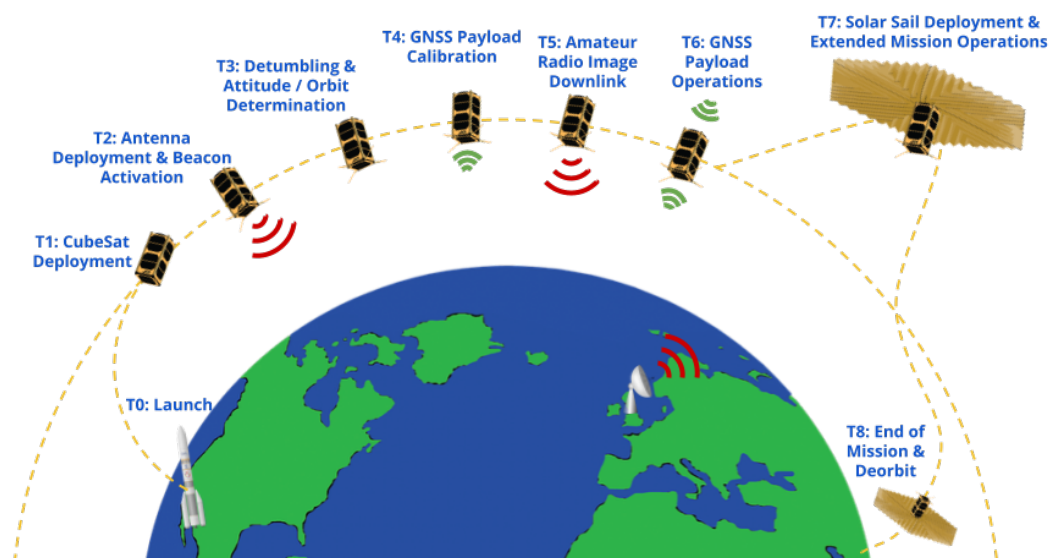 T0: Launch
T1: CubeSat
Deployment
T2: Antenna
Deployment & Beacon
Activation
T3: Detumbling &
Attitude / Orbit
Determination
T4: GNSS Payload
Calibration
T5: Amateur
Radio Image
Downlink
T6: GNSS
Payload
Operations
T7: Solar Sail Deployment &
Extended Mission Operations
T8: End of
Mission &
Deorbit